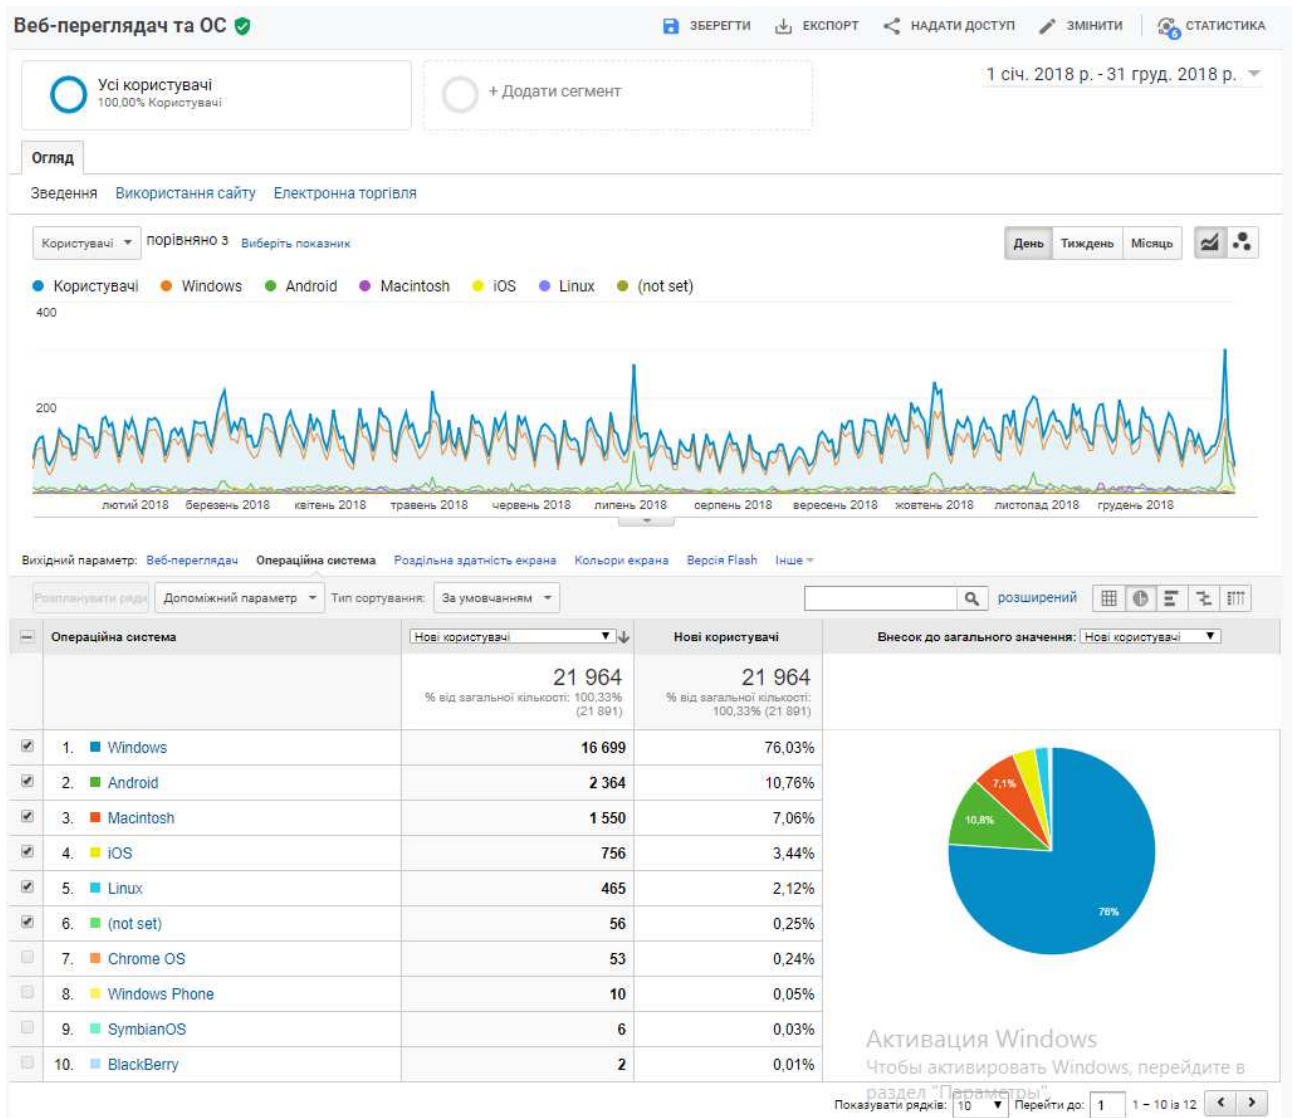 Веб-переглядач та ОС
ЗБЕРЕГТИ ЕКСПОРТ НАДАТИ ДОСТУП ЗМІНИТИ 6 СТАТИСТИКА
Усі користувачі
100,00% Користувачі
+ Додати сегмент
1 січ. 2018 р. - 31 груд. 2018 р.
Огляд
Зведення Використання сайту Електронна торгівля
Користувачі порівняно з Виберіть показник
День Тиждень Місяць
Користувачі Windows Android Macintosh iOS Linux (not set)
400
200
лютий 2018 березень 2018 квітень 2018 травень 2018 червень 2018 липень 2018 серпень 2018 вересень 2018 жовтень 2018 листопад 2018 грудень 2018
Вихідний параметр: Веб-переглядач Операційна система Роздільна здатність екрана Кольори екрана Версія Flash Інше
Розпланувати ряди Допоміжний параметр Тип сортування: За умовчанням розширений
Операційна система Нові користувачі Нові користувачі Внесок до загального значення: Нові користувачі
21 964 21 964
% від загальної кількості: 100,33% (21 891) % від загальної кількості: 100,33% (21 891)
1. Windows 16 699 76,03%
2. Android 2 364 10,76%
3. Macintosh 1 550 7,06%
4. iOS 756 3,44%
5. Linux 465 2,12%
6. (not set) 56 0,25%
7. Chrome OS 53 0,24%
8. Windows Phone 10 0,05%
9. SymbianOS 6 0,03%
10. BlackBerry 2 0,01%
7,1%
10,8%
76%
Активация Windows
Чтобы активировать Windows, перейдите в
раздел "Параметры".
Показувати рядків: 10 Перейти до: 1 1 – 10 із 12